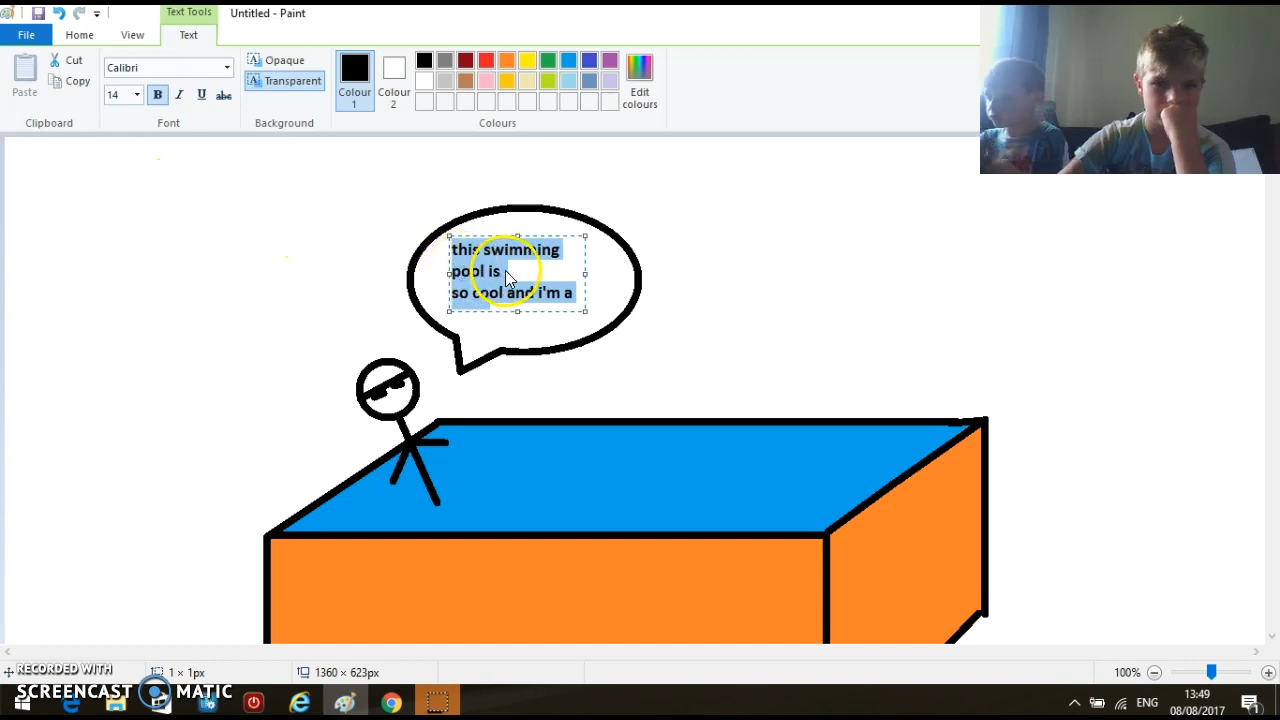 Text Tools
Untitled - Paint
File
Home
View
Text
Paste
Cut
Copy
Clipboard
Calibri
14
B
I
U
abc
Font
Opaque
Transparent
Background
Colour
1
Colour
2
Edit
colours
Colours
this swimming
pool is
so cool and i'm a
1 × 1px
1360 × 623px
100%
RECORDED WITH
SCREENCAST MATIC
ENG
13:49
08/08/2017